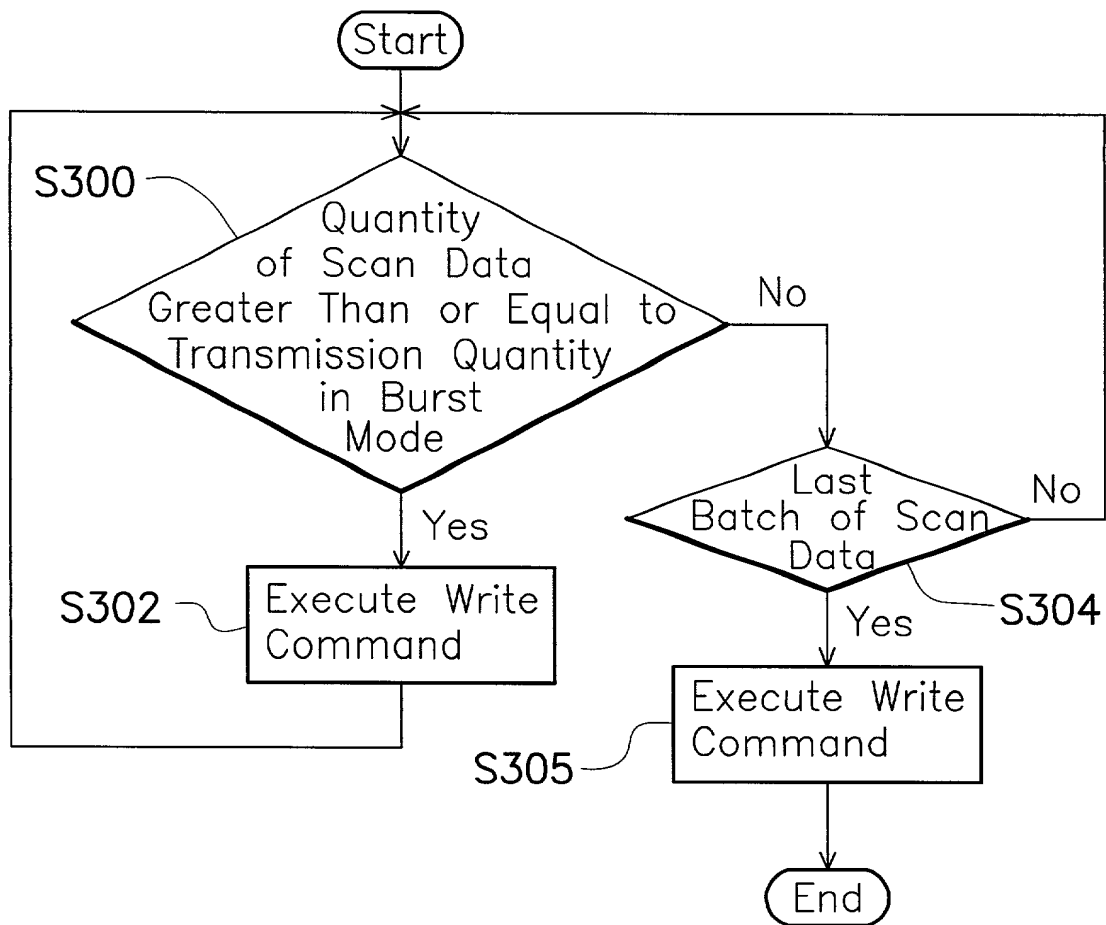 Start
S300
Quantity
of Scan Data
Greater Than or Equal to
Transmission Quantity
in Burst
Mode
No
Yes
Last
Batch of Scan
Data
No
S304
Yes
S302
Execute Write
Command
Execute Write
Command
S305
End